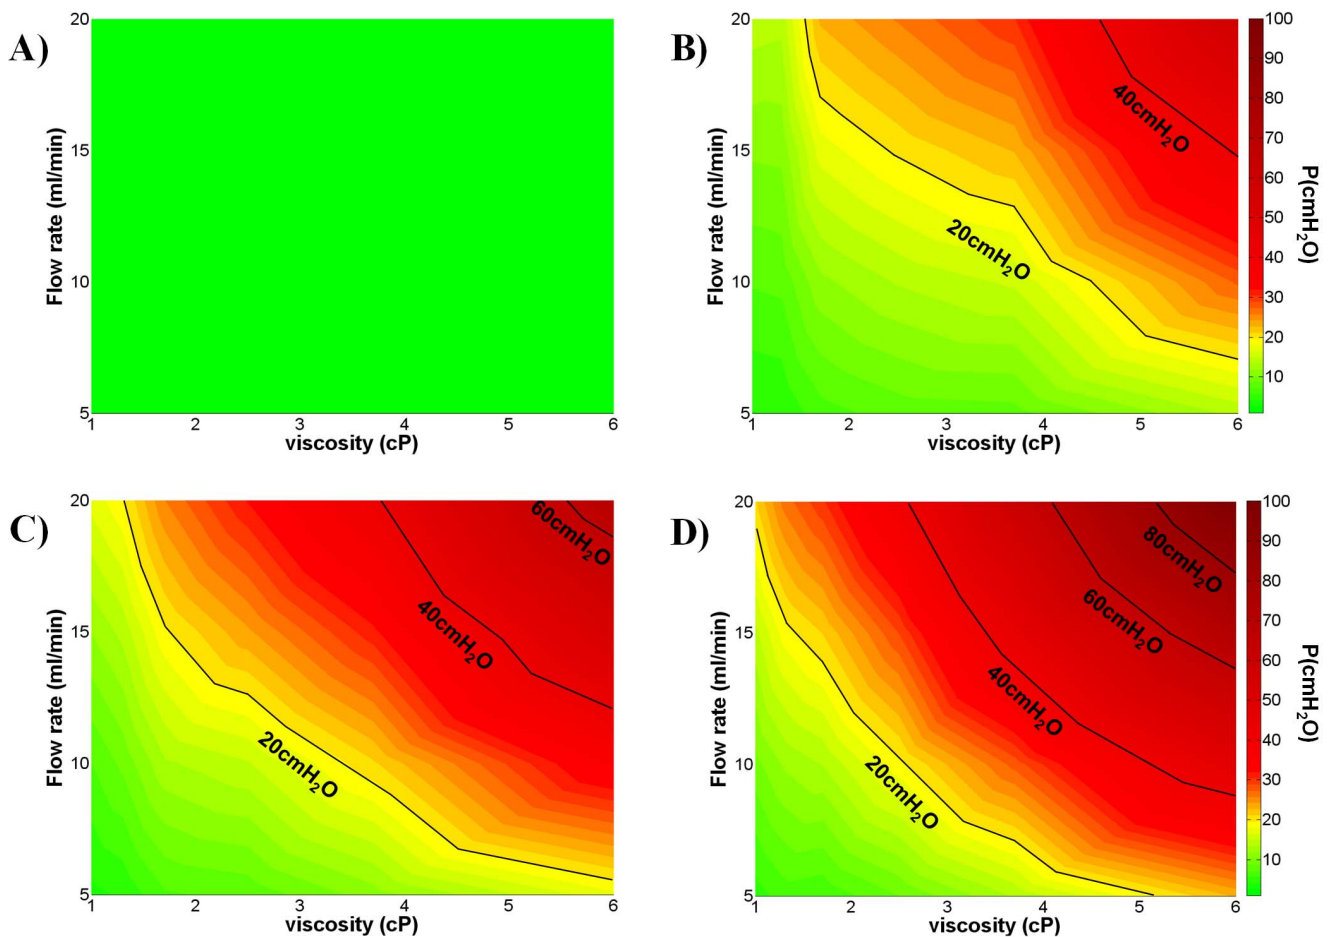 A)
20
15
10
5
Flow rate (ml/min)
1 2 3 4 5 6
viscosity (cP)
B)
20
15
10
5
Flow rate (ml/min)
1 2 3 4 5 6
viscosity (cP)
20cmH₂O
40cmH₂O
100
90
80
70
60
50
40
30
20
10
P(cmH₂O)
C)
20
15
10
5
Flow rate (ml/min)
1 2 3 4 5 6
viscosity (cP)
20cmH₂O
40cmH₂O
60cmH₂O
D)
20
15
10
5
Flow rate (ml/min)
1 2 3 4 5 6
viscosity (cP)
20cmH₂O
40cmH₂O
60cmH₂O
80cmH₂O
100
90
80
70
60
50
40
30
20
10
P(cmH₂O)